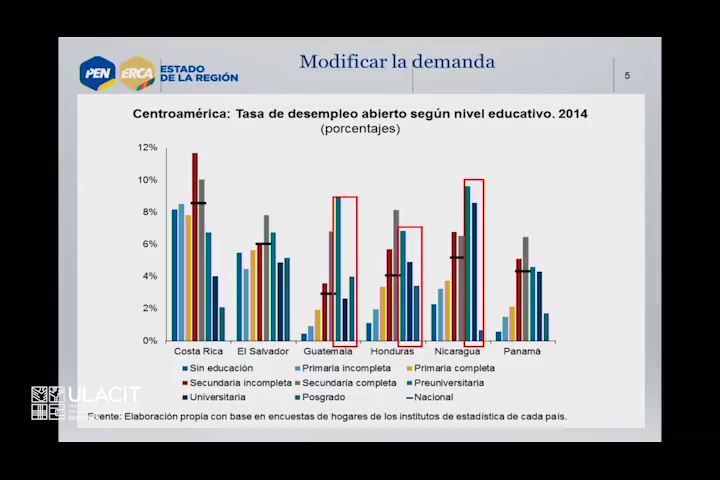 PEN
ERCA
ESTADO
DE LA REGIÓN
Modificar la demanda
5
Centroamérica: Tasa de desempleo abierto según nivel educativo. 2014
(porcentajes)
12%
10%
8%
6%
4%
2%
0%
Costa Rica El Salvador Guatemala Honduras Nicaragua Panamá
Sin educación Primaria incompleta Primaria completa
Secundaria incompleta Secundaria completa Preuniversitaria
Universitaria Posgrado Nacional
ULACIT
Fuente: Elaboración propia con base en encuestas de hogares de los institutos de estadística de cada país.